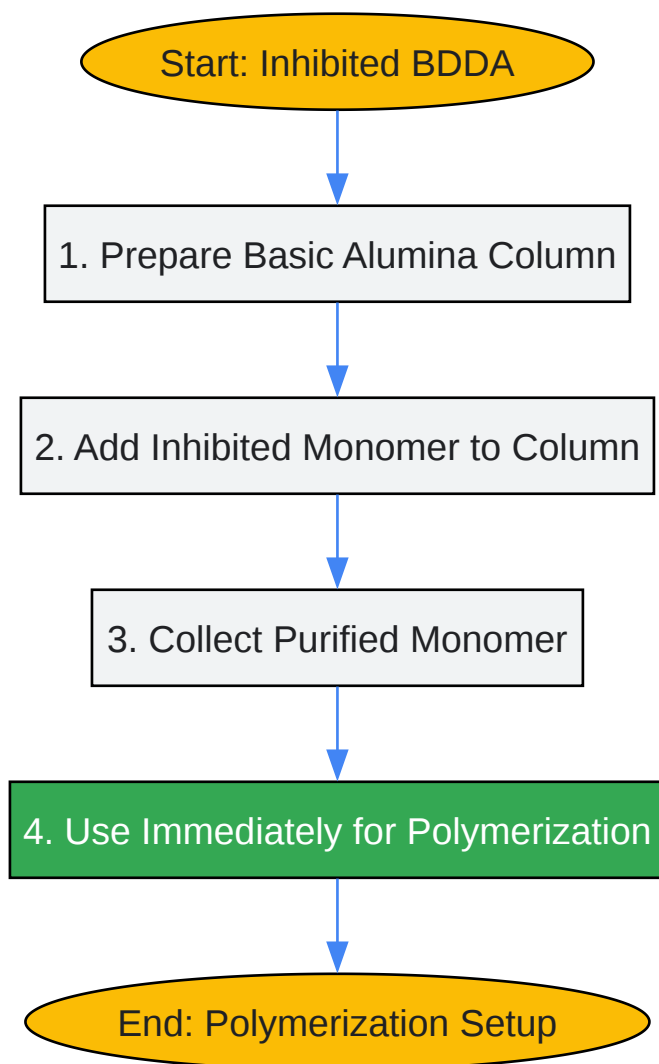 Start: Inhibited BDDA
1. Prepare Basic Alumina Column
2. Add Inhibited Monomer to Column
3. Collect Purified Monomer
4. Use Immediately for Polymerization
End: Polymerization Setup